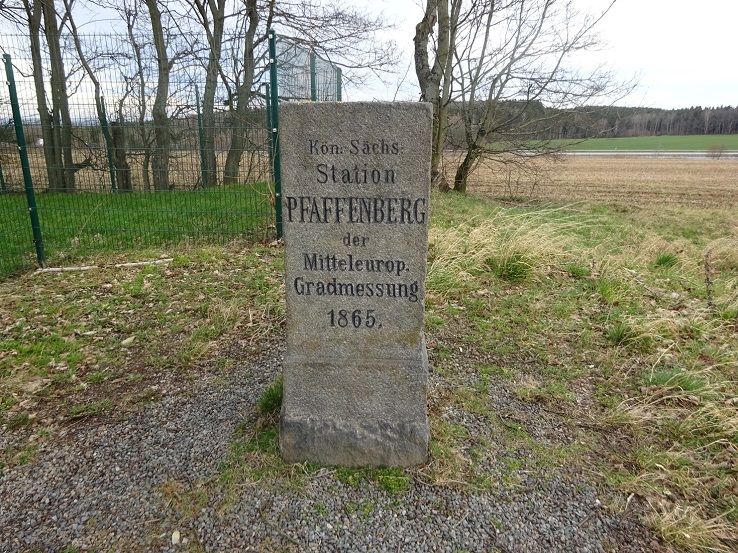 Kön. Sächs.
Station
PFAFFENBERG
der
Mitteleurop.
Gradmessung
1865.